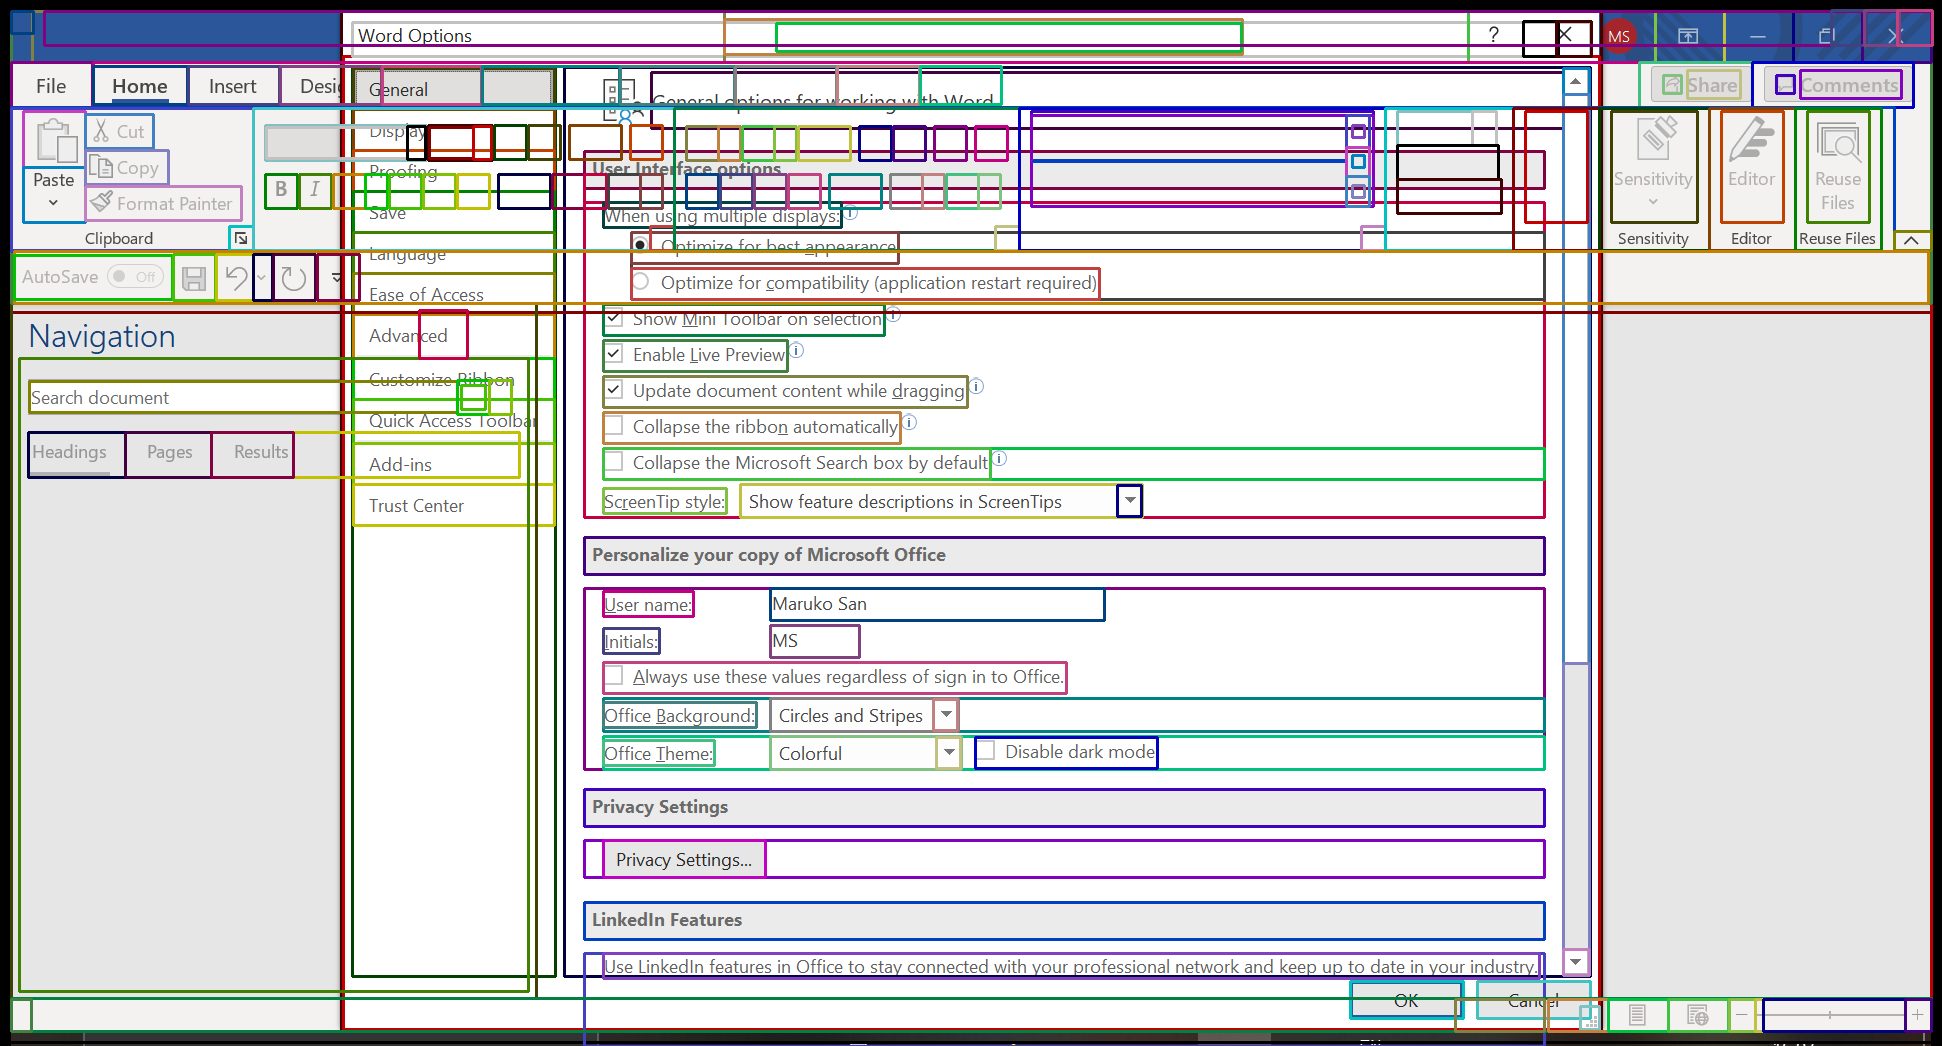 Word Options
?
MS
File
Home
Insert
Desig
General
Share
Comments
General options for working with Word
Cut
Copy
Format Painter
Paste
Clipboard
B
I
Display
Proofing
Save
Language
Ease of Access
Advanced
Customize Ribbon
Quick Access Toolbar
Add-ins
Trust Center
User Interface options
When using multiple displays:
Optimize for best appearance
Optimize for compatibility (application restart required)
Show Mini Toolbar on selection
Enable Live Preview
Update document content while dragging
Collapse the ribbon automatically
Collapse the Microsoft Search box by default
ScreenTip style:
Show feature descriptions in ScreenTips
Sensitivity
Editor
Reuse
Files
Sensitivity
Editor
Reuse Files
AutoSave
Off
Navigation
Search document
Headings
Pages
Results
Personalize your copy of Microsoft Office
User name:
Maruko San
Initials:
MS
Always use these values regardless of sign in to Office.
Office Background:
Circles and Stripes
Office Theme:
Colorful
Disable dark mode
Privacy Settings
Privacy Settings...
LinkedIn Features
Use LinkedIn features in Office to stay connected with your professional network and keep up to date in your industry.
OK
Cancel